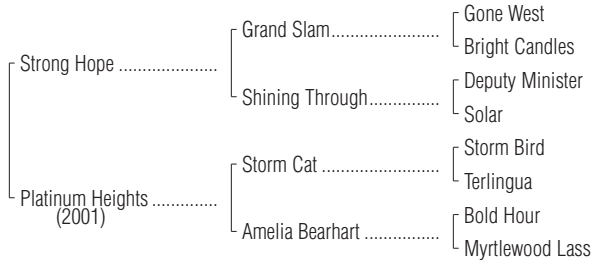 Gone West
Grand Slam..........................
Bright Candles
Strong Hope .....................
Deputy Minister
Shining Through................
Solar
Storm Bird
Storm Cat ...........................
Terlingua
Platinum Heights ..............
(2001)
Bold Hour
Amelia Bearhart .................
Myrtlewood Lass